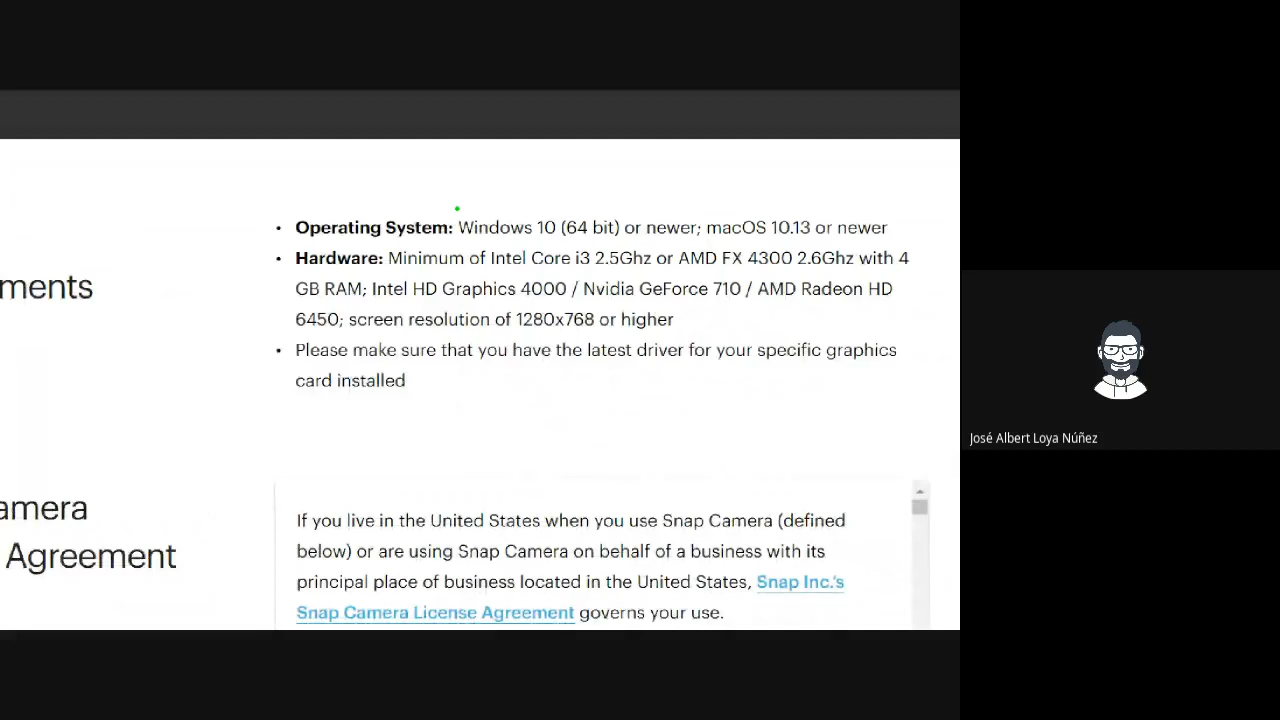 • Operating System: Windows 10 (64 bit) or newer; macOS 10.13 or newer
• Hardware: Minimum of Intel Core i3 2.5Ghz or AMD FX 4300 2.6Ghz with 4
GB RAM; Intel HD Graphics 4000 / Nvidia GeForce 710 / AMD Radeon HD
6450; screen resolution of 1280x768 or higher
• Please make sure that you have the latest driver for your specific graphics
card installed
ments
amera
Agreement
If you live in the United States when you use Snap Camera (defined
below) or are using Snap Camera on behalf of a business with its
principal place of business located in the United States, Snap Inc.'s
Snap Camera License Agreement governs your use.
José Albert Loya Núñez